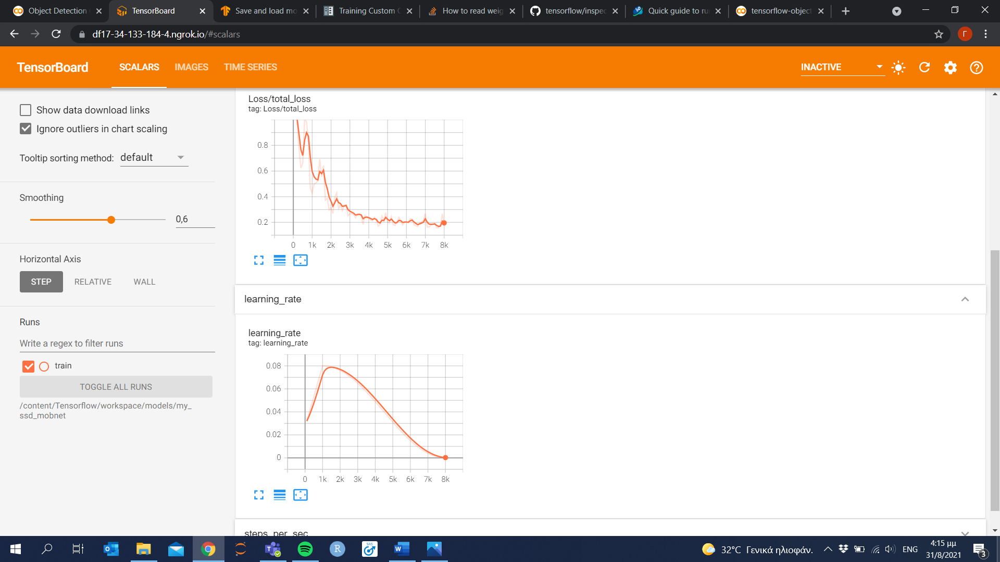 Object Detection
TensorBoard
Save and load mo
Training Custom
How to read weig
tensorflow/inspec
Quick guide to ru
tensorflow-object
df17-34-133-184-4.ngrok.io/#scalars
Г
TensorBoard
SCALARS
IMAGES
TIME SERIES
INACTIVE
Show data download links
Ignore outliers in chart scaling
Tooltip sorting method:
default
Smoothing
0,6
Horizontal Axis
STEP
RELATIVE
WALL
Runs
Write a regex to filter runs
train
TOGGLE ALL RUNS
/content/Tensorflow/workspace/models/my_
ssd_mobnet
Loss/total_loss
tag: Loss/total_loss
0.8
0.6
0.4
0.2
0 1k 2k 3k 4k 5k 6k 7k 8k
learning_rate
learning_rate
tag: learning_rate
0.08
0.06
0.04
0.02
0
0 1k 2k 3k 4k 5k 6k 7k 8k
steps_per_sec
32°C Γενικά ηλιοφάν.
ENG
4:15 μμ
31/8/2021
3